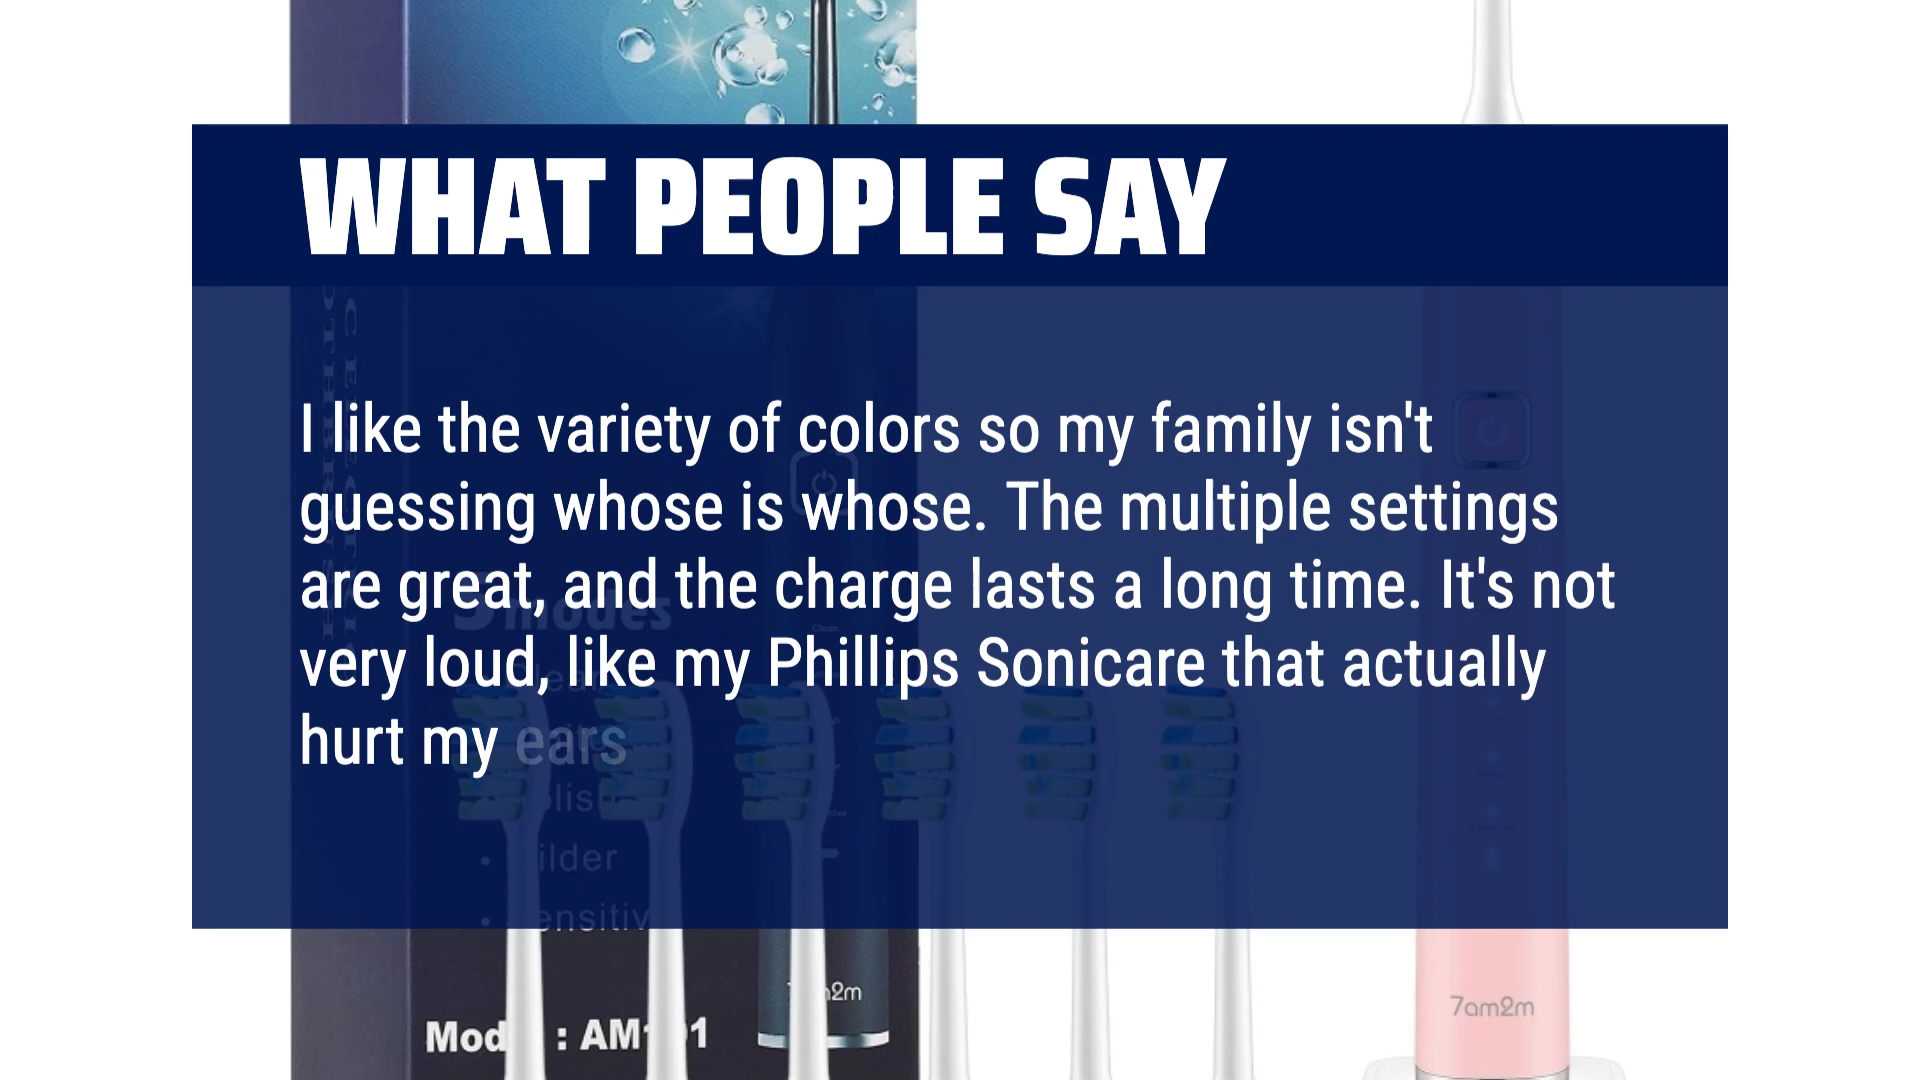 WHAT PEOPLE SAY
I like the variety of colors so my family isn't
guessing whose is whose. The multiple settings
are great, and the charge lasts a long time. It's not
very loud, like my Phillips Sonicare that actually
hurt my ears
modes
7am2m